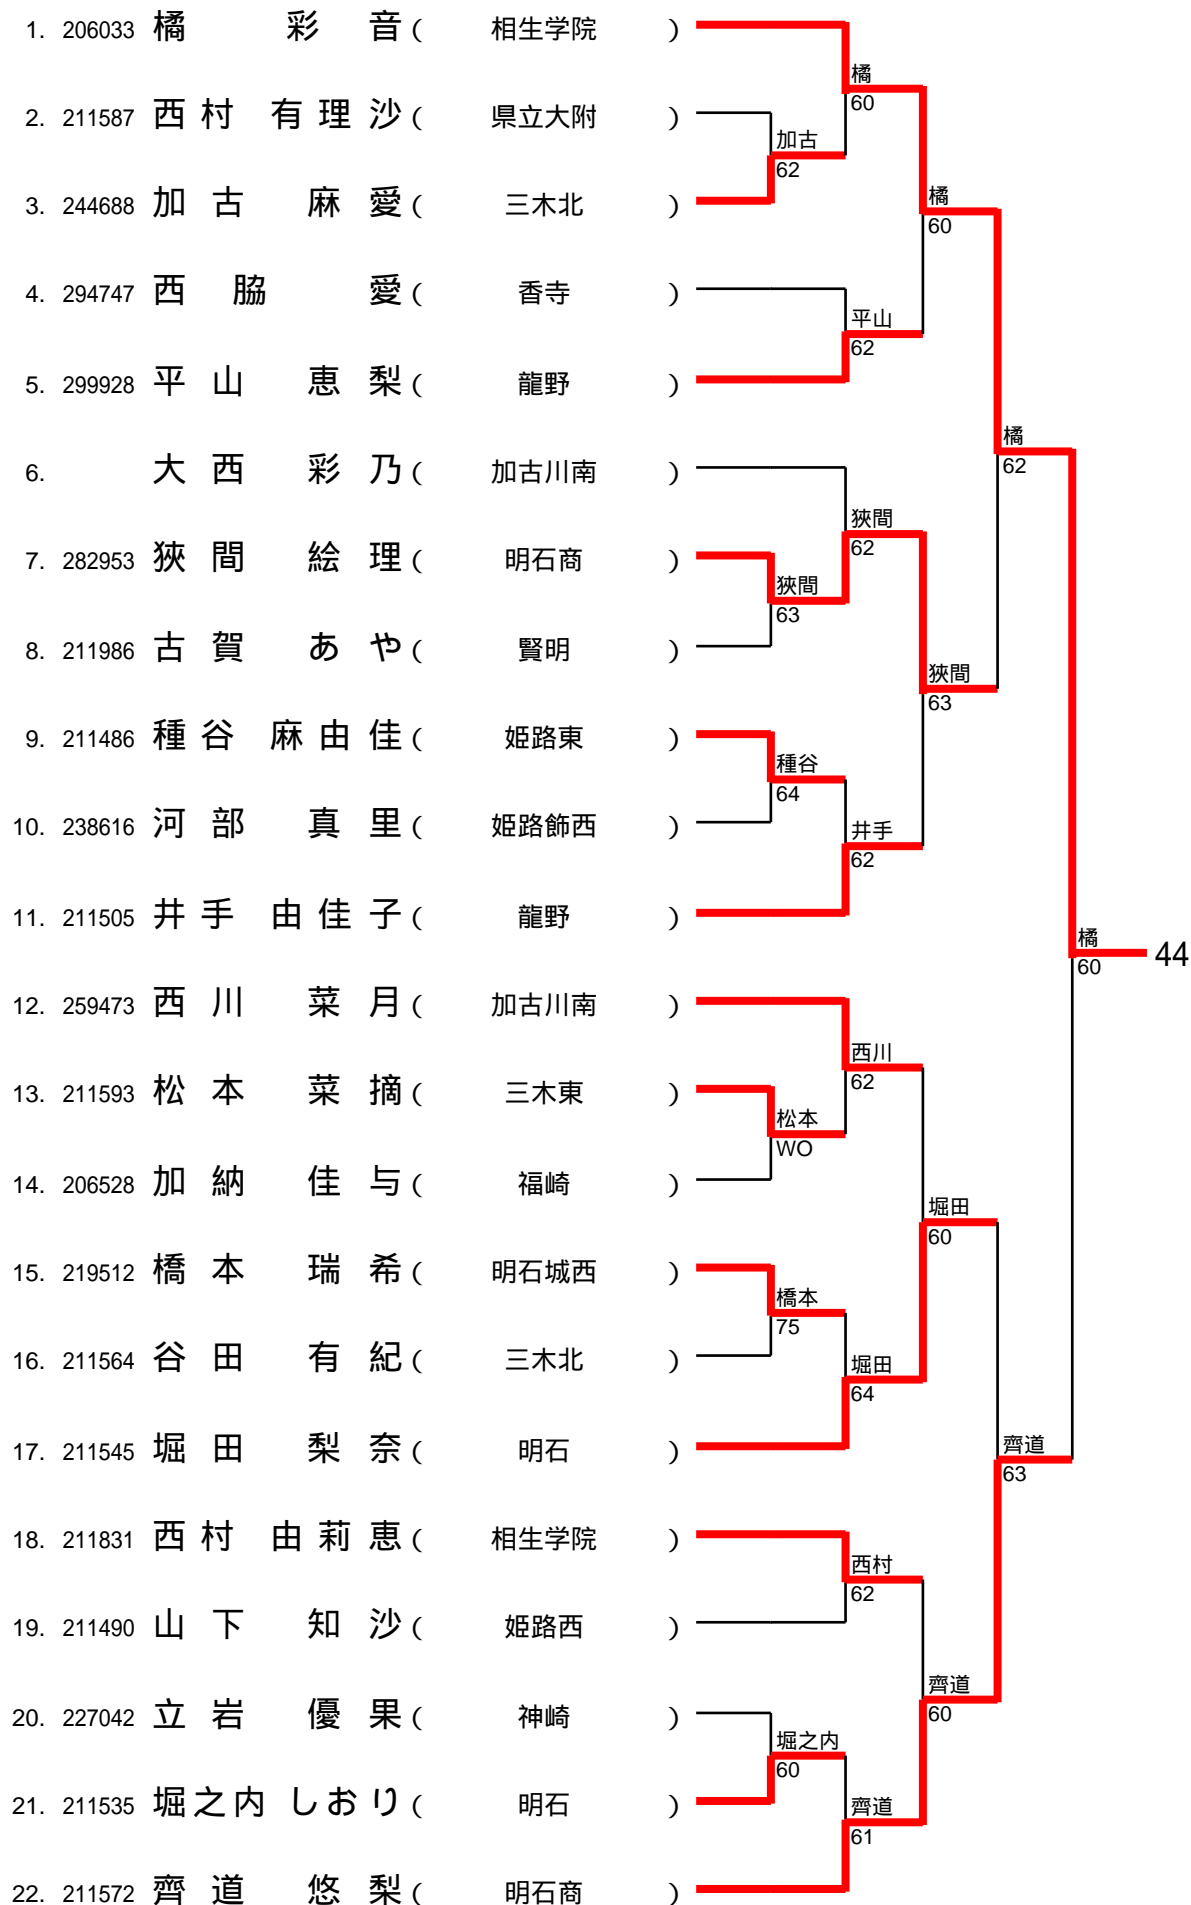 1. 206033 橘 彩 音 ( 相生学院 )
橘
60
2. 211587 西村 有理沙 ( 県立大附 )
加古
62
3. 244688 加古 麻愛 ( 三木北 )
橘
60
4. 294747 西脇 愛 ( 香寺 )
平山
62
5. 299928 平山 恵梨 ( 龍野 )
橘
62
6. 大西 彩乃 ( 加古川南 )
狹間
62
7. 282953 狹間 絵理 ( 明石商 )
狹間
63
8. 211986 古賀 あや ( 賢明 )
狹間
63
9. 211486 種谷 麻由佳 ( 姫路東 )
種谷
64
10. 238616 河部 真里 ( 姫路飾西 )
井手
62
11. 211505 井手 由佳子 ( 龍野 )
橘
60
44
12. 259473 西川 菜月 ( 加古川南 )
西川
62
13. 211593 松本 菜摘 ( 三木東 )
松本
WO
14. 206528 加納 佳与 ( 福崎 )
堀田
60
15. 219512 橋本 瑞希 ( 明石城西 )
橋本
75
16. 211564 谷田 有紀 ( 三木北 )
堀田
64
17. 211545 堀田 梨奈 ( 明石 )
齊道
63
18. 211831 西村 由莉恵 ( 相生学院 )
西村
62
19. 211490 山下 知沙 ( 姫路西 )
齊道
60
20. 227042 立岩 優果 ( 神崎 )
堀之内
60
21. 211535 堀之内 しおり ( 明石 )
齊道
61
22. 211572 齊道 悠梨 ( 明石商 )